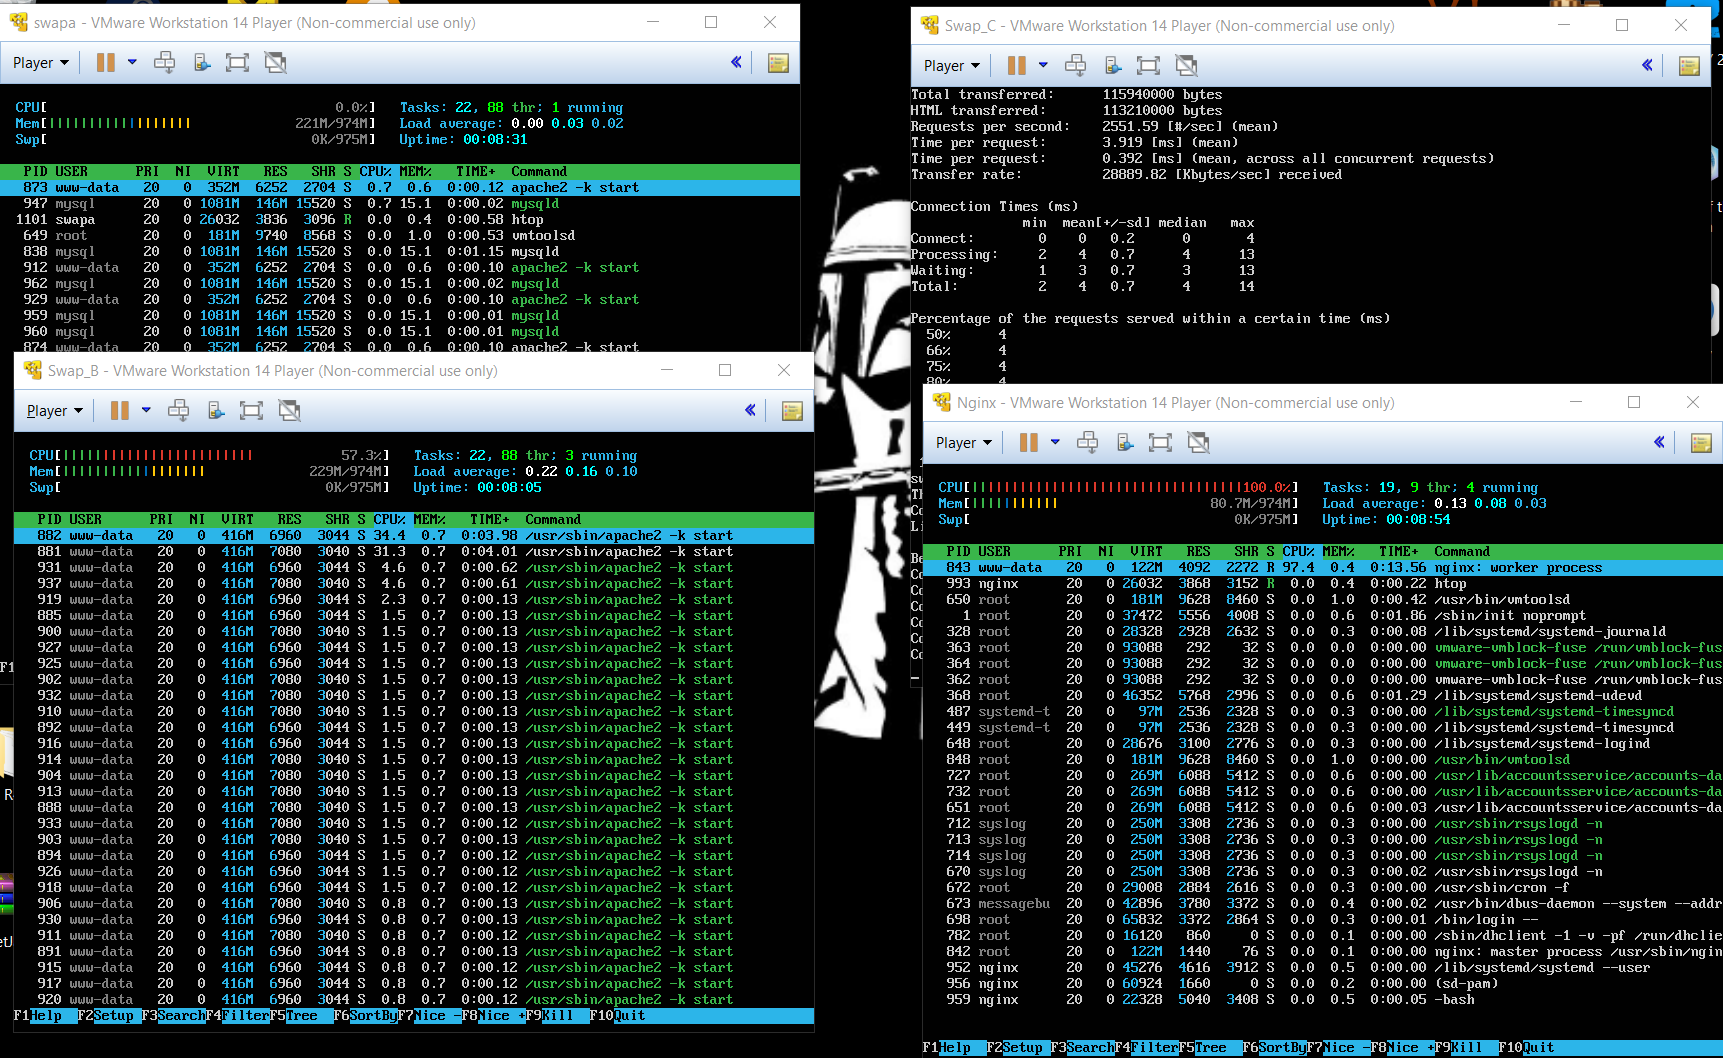 swapa - VMware Workstation 14 Player (Non-commercial use only)
Player
CPU[ 0.0%] Tasks: 22, 88 thr; 1 running
Mem[|||||||||||||||||| 221M/974M] Load average: 0.00 0.03 0.02
Swp[ 0K/975M] Uptime: 00:08:31
PID USER PRI NI VIRT RES SHR S CPU% MEM% TIME+ Command
873 www-data 20 0 352M 6252 2704 S 0.7 0.6 0:00.12 apache2 -k start
947 mysql 20 0 1081M 146M 15520 S 0.7 15.1 0:00.02 mysqld
1101 swapa 20 0 26032 3836 3096 R 0.0 0.4 0:00.58 htop
649 root 20 0 181M 9740 8568 S 0.0 1.0 0:00.53 vmtoolsd
838 mysql 20 0 1081M 146M 15520 S 0.0 15.1 0:01.15 mysqld
912 www-data 20 0 352M 6252 2704 S 0.0 0.6 0:00.10 apache2 -k start
962 mysql 20 0 1081M 146M 15520 S 0.0 15.1 0:00.02 mysqld
929 www-data 20 0 352M 6252 2704 S 0.0 0.6 0:00.10 apache2 -k start
959 mysql 20 0 1081M 146M 15520 S 0.0 15.1 0:00.01 mysqld
960 mysql 20 0 1081M 146M 15520 S 0.0 15.1 0:00.01 mysqld
874 www-data 20 0 352M 6252 2704 S 0.0 0.6 0:00.10 apache2 -k start
Swap_B - VMware Workstation 14 Player (Non-commercial use only)
Player
CPU[|||||||||||||||||||||||| 57.3%] Tasks: 22, 88 thr; 3 running
Mem[|||||||||||||||||| 229M/974M] Load average: 0.22 0.16 0.10
Swp[ 0K/975M] Uptime: 00:08:05
PID USER PRI NI VIRT RES SHR S CPU% MEM% TIME+ Command
882 www-data 20 0 416M 6960 3044 S 34.4 0.7 0:03.98 /usr/sbin/apache2 -k start
881 www-data 20 0 416M 7080 3040 S 31.3 0.7 0:04.01 /usr/sbin/apache2 -k start
931 www-data 20 0 416M 6960 3044 S 4.6 0.7 0:00.62 /usr/sbin/apache2 -k start
937 www-data 20 0 416M 7080 3040 S 4.6 0.7 0:00.61 /usr/sbin/apache2 -k start
919 www-data 20 0 416M 6960 3044 S 2.3 0.7 0:00.13 /usr/sbin/apache2 -k start
885 www-data 20 0 416M 6960 3044 S 1.5 0.7 0:00.14 /usr/sbin/apache2 -k start
900 www-data 20 0 416M 7080 3040 S 1.5 0.7 0:00.13 /usr/sbin/apache2 -k start
927 www-data 20 0 416M 6960 3044 S 1.5 0.7 0:00.13 /usr/sbin/apache2 -k start
925 www-data 20 0 416M 6960 3044 S 1.5 0.7 0:00.13 /usr/sbin/apache2 -k start
902 www-data 20 0 416M 7080 3040 S 1.5 0.7 0:00.13 /usr/sbin/apache2 -k start
932 www-data 20 0 416M 6960 3044 S 1.5 0.7 0:00.13 /usr/sbin/apache2 -k start
910 www-data 20 0 416M 7080 3040 S 1.5 0.7 0:00.13 /usr/sbin/apache2 -k start
892 www-data 20 0 416M 6960 3044 S 1.5 0.7 0:00.13 /usr/sbin/apache2 -k start
916 www-data 20 0 416M 7080 3040 S 1.5 0.7 0:00.13 /usr/sbin/apache2 -k start
914 www-data 20 0 416M 7080 3040 S 1.5 0.7 0:00.13 /usr/sbin/apache2 -k start
904 www-data 20 0 416M 7080 3040 S 1.5 0.7 0:00.13 /usr/sbin/apache2 -k start
913 www-data 20 0 416M 7080 3040 S 1.5 0.7 0:00.13 /usr/sbin/apache2 -k start
888 www-data 20 0 416M 7080 3040 S 1.5 0.7 0:00.13 /usr/sbin/apache2 -k start
933 www-data 20 0 416M 6960 3044 S 1.5 0.7 0:00.13 /usr/sbin/apache2 -k start
903 www-data 20 0 416M 7080 3040 S 1.5 0.7 0:00.13 /usr/sbin/apache2 -k start
894 www-data 20 0 416M 6960 3044 S 1.5 0.7 0:00.12 /usr/sbin/apache2 -k start
926 www-data 20 0 416M 6960 3044 S 1.5 0.7 0:00.12 /usr/sbin/apache2 -k start
918 www-data 20 0 416M 6960 3044 S 1.5 0.7 0:00.12 /usr/sbin/apache2 -k start
906 www-data 20 0 416M 7080 3040 S 0.8 0.7 0:00.13 /usr/sbin/apache2 -k start
930 www-data 20 0 416M 6960 3044 S 0.8 0.7 0:00.12 /usr/sbin/apache2 -k start
911 www-data 20 0 416M 7080 3040 S 0.8 0.7 0:00.12 /usr/sbin/apache2 -k start
891 www-data 20 0 416M 6960 3044 S 0.8 0.7 0:00.13 /usr/sbin/apache2 -k start
915 www-data 20 0 416M 6960 3044 S 0.8 0.7 0:00.12 /usr/sbin/apache2 -k start
917 www-data 20 0 416M 6960 3044 S 0.8 0.7 0:00.12 /usr/sbin/apache2 -k start
920 www-data 20 0 416M 6960 3044 S 0.8 0.7 0:00.12 /usr/sbin/apache2 -k start
F1Help F2Setup F3SearchF4FilterF5Tree F6SortByF7Nice -F8Nice +F9Kill F10Quit
Swap_C - VMware Workstation 14 Player (Non-commercial use only)
Player
Total transferred: 115940000 bytes
HTML transferred: 113210000 bytes
Requests per second: 2551.59 [#/sec] (mean)
Time per request: 3.919 [ms] (mean)
Time per request: 0.392 [ms] (mean, across all concurrent requests)
Transfer rate: 28889.82 [Kbytes/sec] received
Connection Times (ms)
min mean[+/-sd] median max
Connect: 0 0 0.2 0 4
Processing: 2 4 0.7 4 13
Waiting: 1 3 0.7 3 13
Total: 2 4 0.7 4 14
Percentage of the requests served within a certain time (ms)
50% 4
66% 4
75% 4
80% 4
Nginx - VMware Workstation 14 Player (Non-commercial use only)
Player
CPU[||||||||||||||||||||||||||||||||||100.0%] Tasks: 19, 9 thr; 4 running
Mem[||||||||||| 80.7M/974M] Load average: 0.13 0.08 0.03
Swp[ 0K/975M] Uptime: 00:08:54
PID USER PRI NI VIRT RES SHR S CPU% MEM% TIME+ Command
843 www-data 20 0 122M 4092 2272 R 97.4 0.4 0:13.56 nginx: worker process
993 nginx 20 0 26032 3868 3152 R 0.0 0.4 0:00.22 htop
650 root 20 0 181M 9628 8460 S 0.0 1.0 0:00.42 /usr/bin/vmtoolsd
1 root 20 0 37472 5556 4008 S 0.0 0.6 0:01.86 /sbin/init noprompt
328 root 20 0 28328 2928 2632 S 0.0 0.3 0:00.08 /lib/systemd/systemd-journald
363 root 20 0 93088 292 32 S 0.0 0.0 0:00.00 vmware-vmblock-fuse /run/vmblock-fus
364 root 20 0 93088 292 32 S 0.0 0.0 0:00.00 vmware-vmblock-fuse /run/vmblock-fus
362 root 20 0 93088 292 32 S 0.0 0.0 0:00.00 vmware-vmblock-fuse /run/vmblock-fus
368 root 20 0 46352 5768 2996 S 0.0 0.6 0:01.29 /lib/systemd/systemd-udevd
487 systemd-t 20 0 97M 2536 2328 S 0.0 0.3 0:00.00 /lib/systemd/systemd-timesyncd
449 systemd-t 20 0 97M 2536 2328 S 0.0 0.3 0:00.00 /lib/systemd/systemd-timesyncd
648 root 20 0 28676 3100 2776 S 0.0 0.3 0:00.00 /lib/systemd/systemd-logind
848 root 20 0 181M 9628 8460 S 0.0 1.0 0:00.00 /usr/bin/vmtoolsd
727 root 20 0 269M 6088 5412 S 0.0 0.6 0:00.00 /usr/lib/accountsservice/accounts-da
732 root 20 0 269M 6088 5412 S 0.0 0.6 0:00.00 /usr/lib/accountsservice/accounts-da
651 root 20 0 269M 6088 5412 S 0.0 0.6 0:00.03 /usr/lib/accountsservice/accounts-da
712 syslog 20 0 250M 3308 2736 S 0.0 0.3 0:00.00 /usr/sbin/rsyslogd -n
713 syslog 20 0 250M 3308 2736 S 0.0 0.3 0:00.00 /usr/sbin/rsyslogd -n
714 syslog 20 0 250M 3308 2736 S 0.0 0.3 0:00.00 /usr/sbin/rsyslogd -n
670 syslog 20 0 250M 3308 2736 S 0.0 0.3 0:00.02 /usr/sbin/rsyslogd -n
672 root 20 0 29008 2884 2616 S 0.0 0.3 0:00.00 /usr/sbin/cron -f
673 messagebu 20 0 42896 3780 3372 S 0.0 0.4 0:00.02 /usr/bin/dbus-daemon --system --addr
698 root 20 0 65832 3372 2864 S 0.0 0.3 0:00.01 /bin/login --
782 root 20 0 16120 860 0 S 0.0 0.1 0:00.00 /sbin/dhclient -1 -v -pf /run/dhclie
842 root 20 0 122M 1440 76 S 0.0 0.1 0:00.00 nginx: master process /usr/sbin/ngin
952 nginx 20 0 45276 4616 3912 S 0.0 0.5 0:00.00 /lib/systemd/systemd --user
956 nginx 20 0 60924 1660 0 S 0.0 0.2 0:00.00 (sd-pam)
959 nginx 20 0 22328 5040 3408 S 0.0 0.5 0:00.05 -bash
F1Help F2Setup F3SearchF4FilterF5Tree F6SortByF7Nice -F8Nice +F9Kill F10Quit